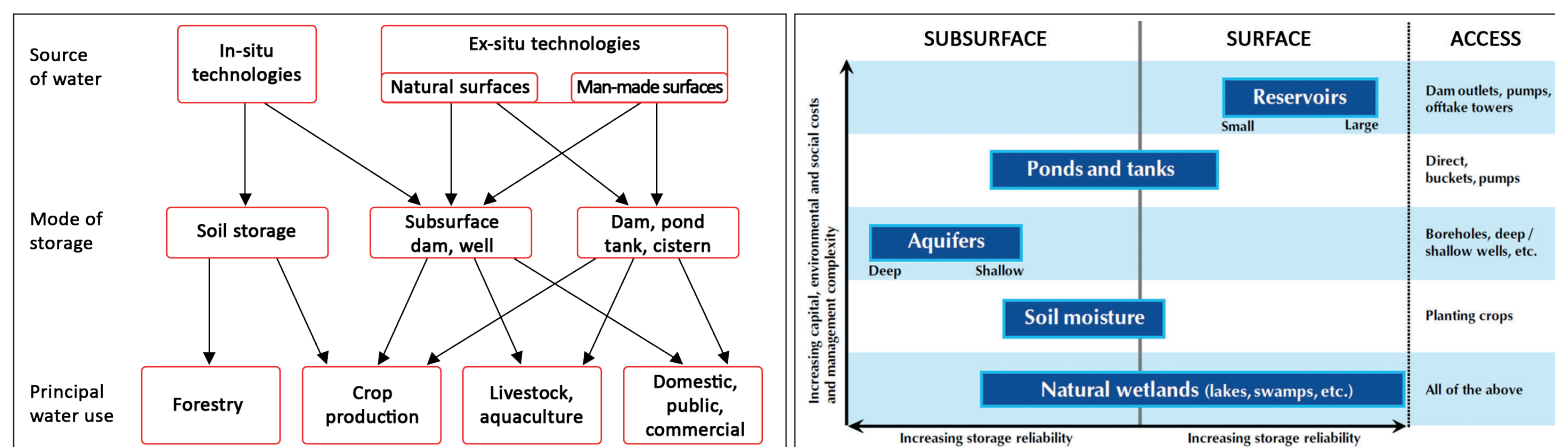 Source
of water
In-situ
technologies
Ex-situ technologies
Natural surfaces
Man-made surfaces
Mode of
storage
Soil storage
Subsurface
dam, well
Dam, pond
tank, cistern
Principal
water use
Forestry
Crop
production
Livestock,
aquaculture
Domestic,
public,
commercial
SUBSURFACE
SURFACE
ACCESS
Increasing capital, environmental and social costs
and management complexity
Reservoirs
Small
Large
Dam outlets, pumps,
offtake towers
Ponds and tanks
Direct,
buckets, pumps
Aquifers
Deep
Shallow
Boreholes, deep /
shallow wells, etc.
Soil moisture
Planting crops
Natural wetlands (lakes, swamps, etc.)
All of the above
Increasing storage reliability
Increasing storage reliability